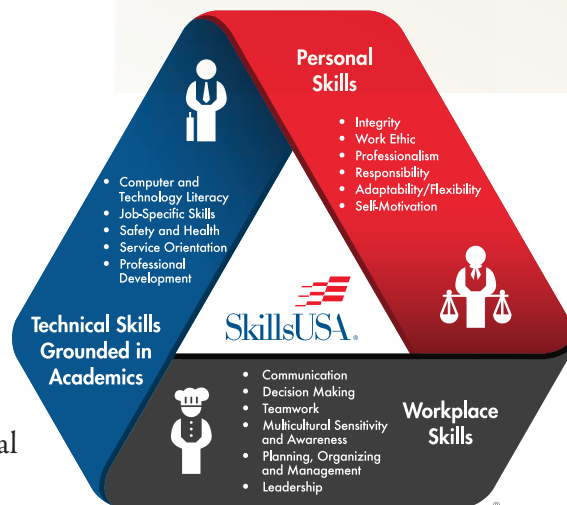 Personal
Skills
• Integrity
• Work Ethic
• Professionalism
• Responsibility
• Adaptability/Flexibility
• Self-Motivation
• Computer and
Technology Literacy
• Job-Specific Skills
• Safety and Health
• Service Orientation
• Professional
Development
Technical Skills
Grounded in
Academics
SkillsUSA®
• Communication
• Decision Making
• Teamwork
• Multicultural Sensitivity
and Awareness
• Planning, Organizing
and Management
• Leadership
Workplace
Skills
al
®